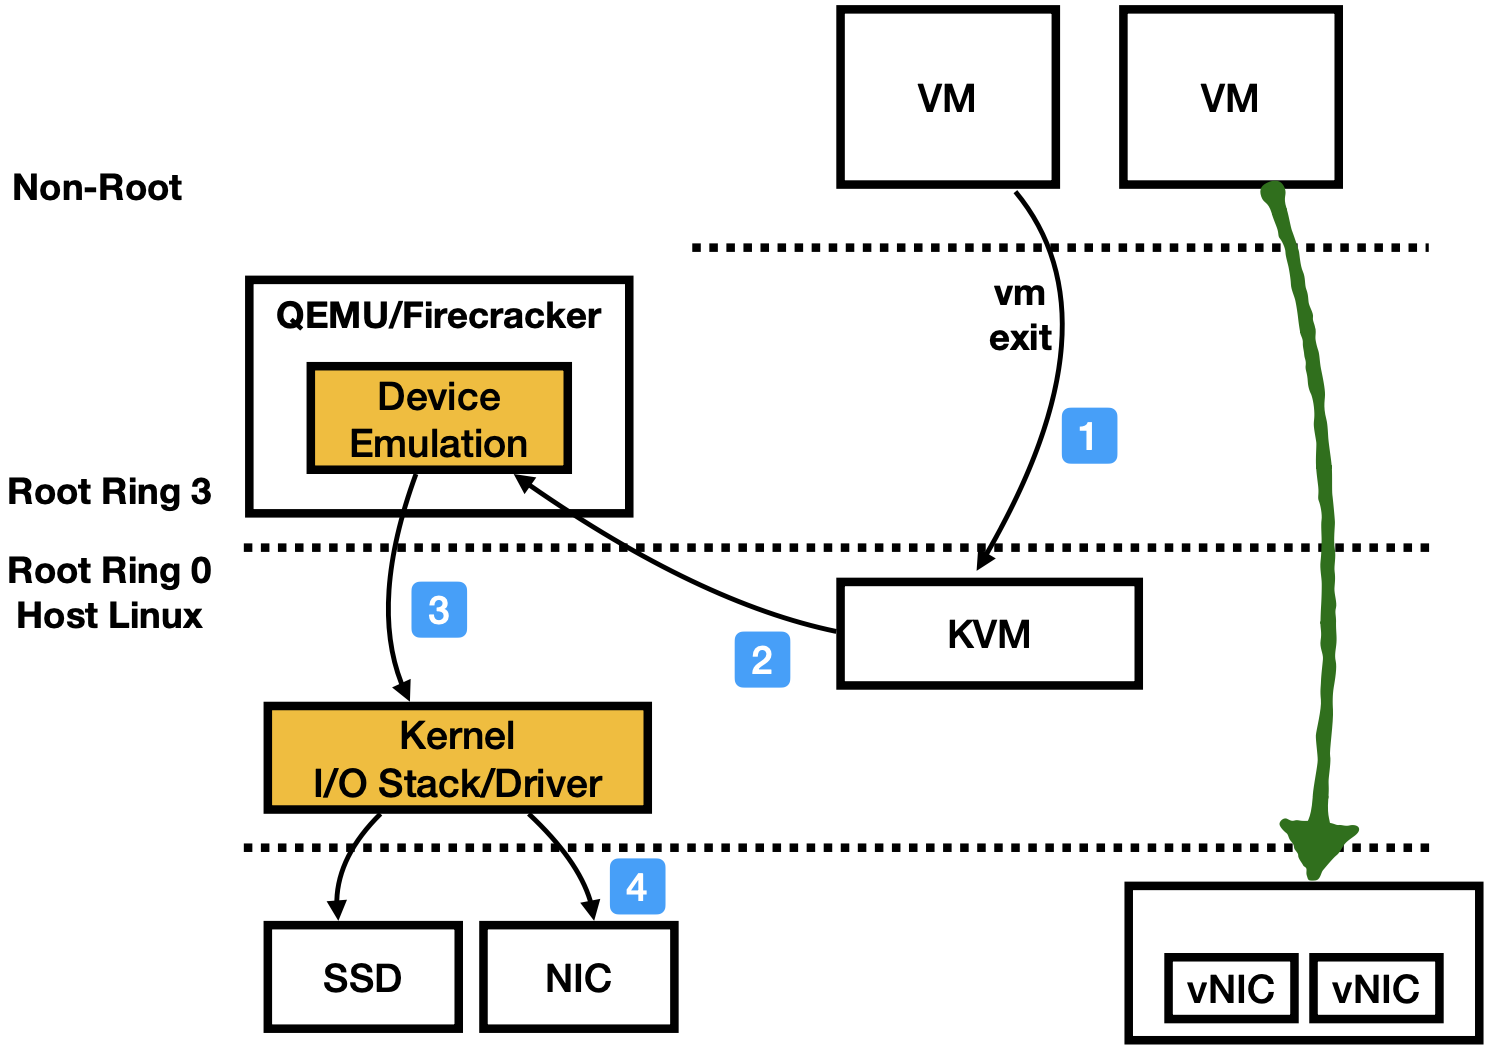 VM
VM
Non-Root
vm
exit
QEMU/Firecracker
Device
Emulation
1
Root Ring 3
Root Ring 0
Host Linux
3
2
KVM
Kernel
I/O Stack/Driver
4
SSD
NIC
vNIC
vNIC